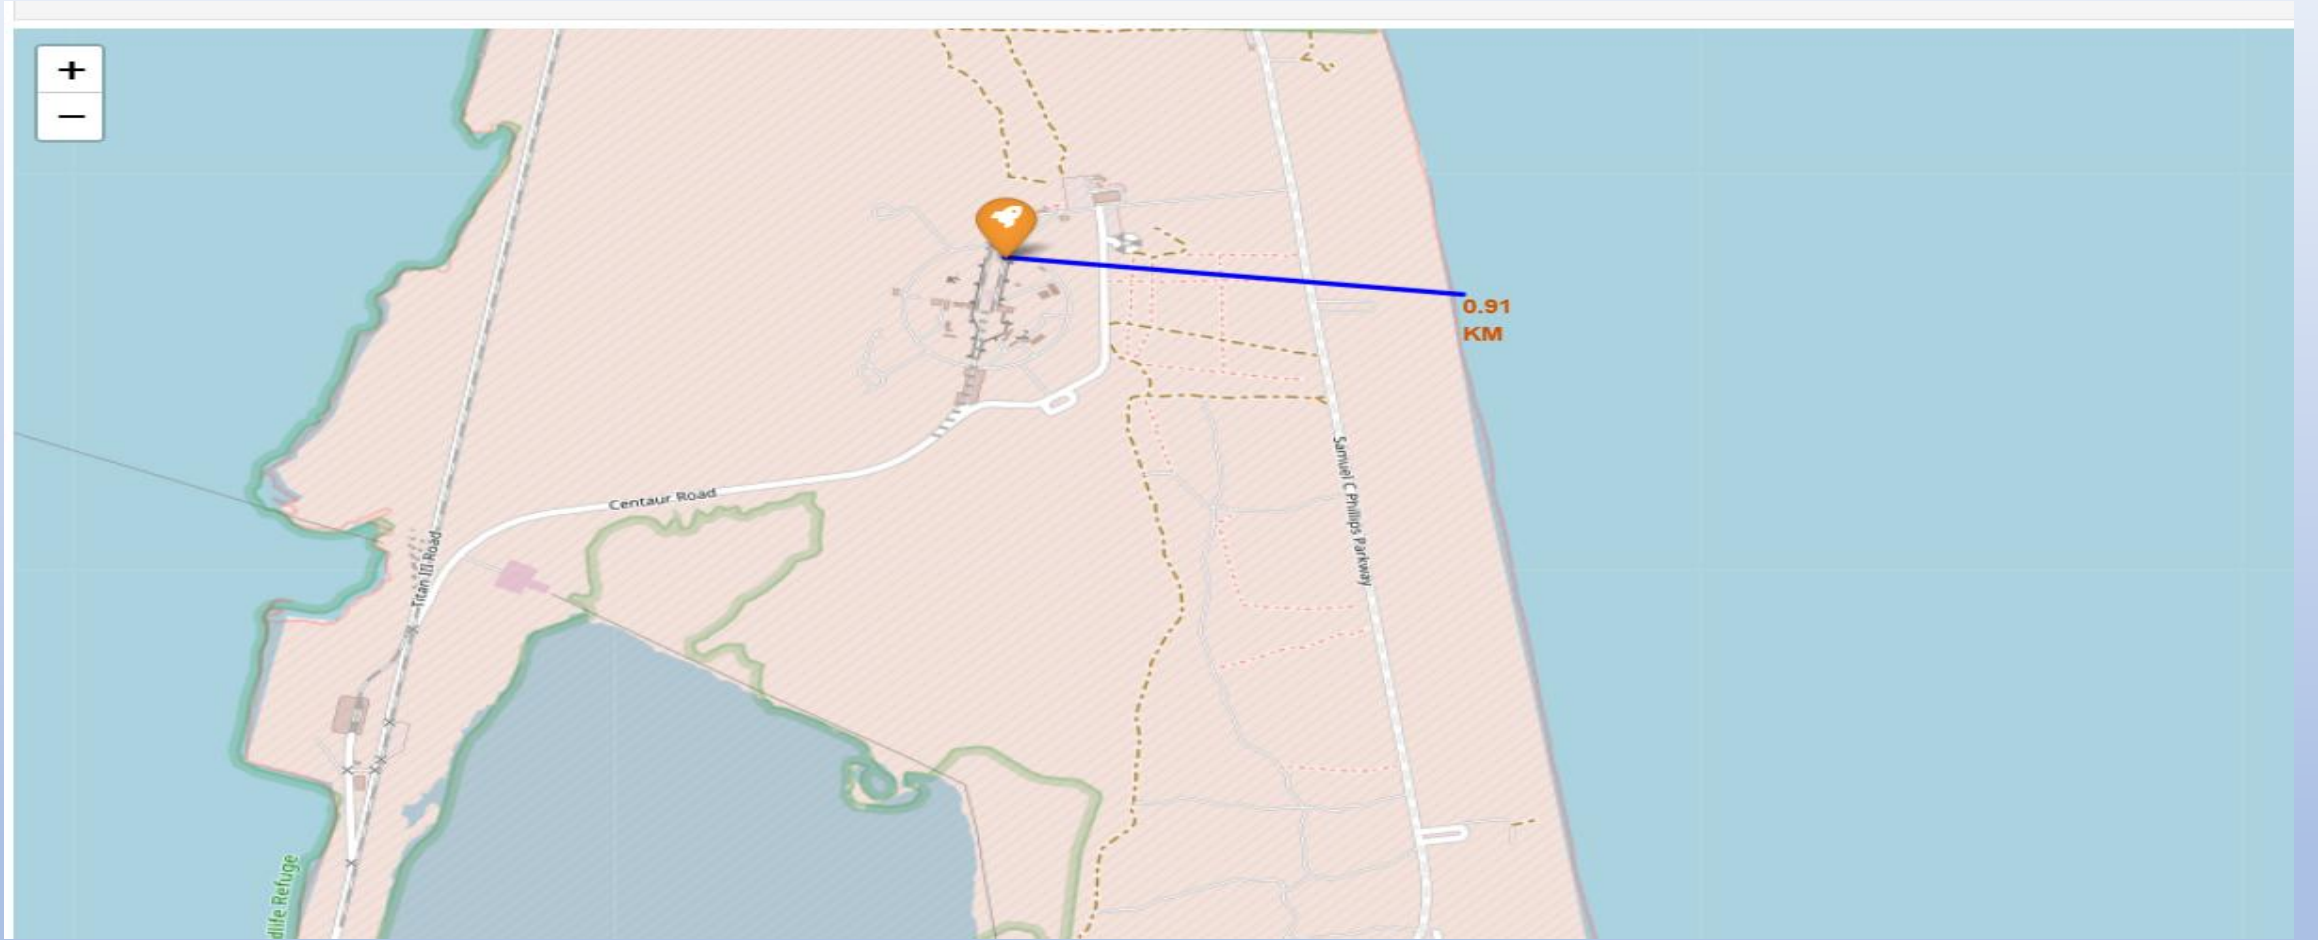 +
−
0.91
KM
Samuel C Phillips Parkway
Centaur Road
Titan III Road
dlife Refuge